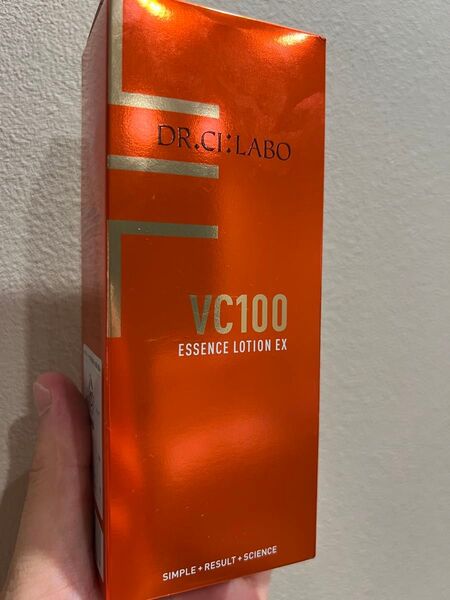 DR.CI:LABO
VC100
ESSENCE LOTION EX
SIMPLE + RESULT + SCIENCE